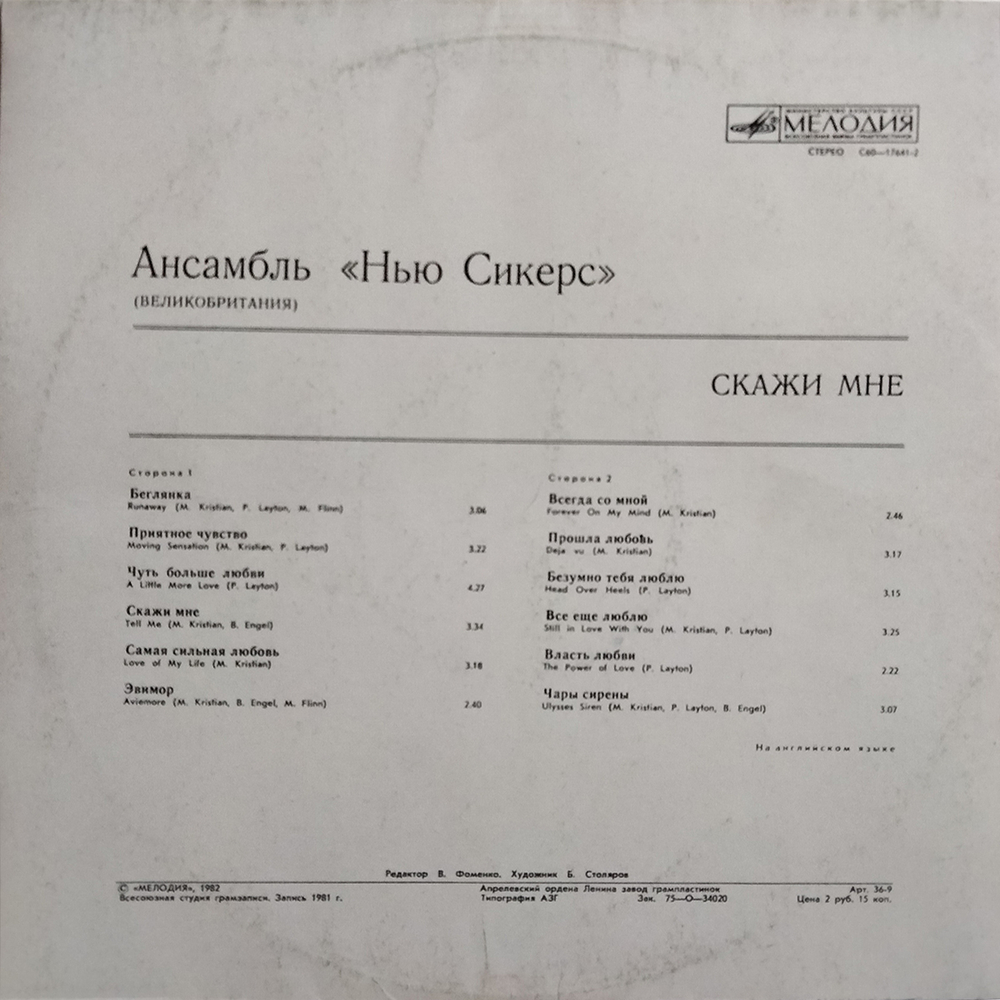 МИНИСТЕРСТВО КУЛЬТУРЫ СССР
МЕЛОДИЯ
ВСЕСОЮЗНАЯ ФИРМА ГРАМПЛАСТИНОК
СТЕРЕО С60—17641-2
Ансамбль «Нью Сикерс»
(ВЕЛИКОБРИТАНИЯ)
СКАЖИ МНЕ
Сторона 1
Беглянка
Runaway (M. Kristian, P. Layton, M. Flinn) 3.06
Приятное чувство
Moving Sensation (M. Kristian, P. Layton) 3.22
Чуть больше любви
A Little More Love (P. Layton) 4.27
Скажи мне
Tell Me (M. Kristian, B. Engel) 3.34
Самая сильная любовь
Love of My Life (M. Kristian) 3.18
Эвимор
Aviemore (M. Kristian, B. Engel, M. Flinn) 2.40
Сторона 2
Всегда со мной
Forever On My Mind (M. Kristian) 2.46
Прошла любовь
Deja vu (M. Kristian) 3.17
Безумно тебя люблю
Head Over Heels (P. Layton) 3.15
Все еще люблю
Still in Love With You (M. Kristian, P. Layton) 3.25
Власть любви
The Power of Love (P. Layton) 2.22
Чары сирены
Ulysses Siren (M. Kristian, P. Layton, B. Engel) 3.07
На английском языке
Редактор В. Фоменко. Художник Б. Столяров
© «МЕЛОДИЯ», 1982 Апрелевский ордена Ленина завод грампластинок Арт. 36-9
Всесоюзная студия грамзаписи. Запись 1981 г. Типография АЗГ Зак. 75—О—34020 Цена 2 руб. 15 коп.